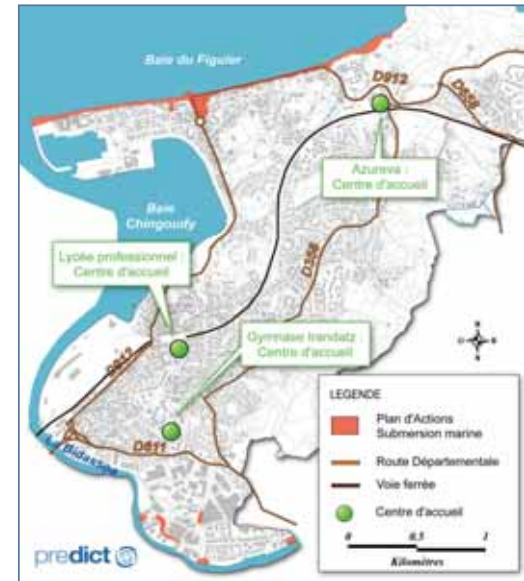 Baie du Figuier
D912
D658
Azureva :
Centre d'accueil
Baie
Chingoudy
Lycée professionnel :
Centre d'accueil
D358
Gymnase Irandatz :
Centre d'accueil
D912
La Bidassoa
D811
LEGENDE
Plan d'Actions
Submersion marine
Route Départementale
Voie ferrée
Centre d'accueil
0 0.5 1
Kilomètres
predict